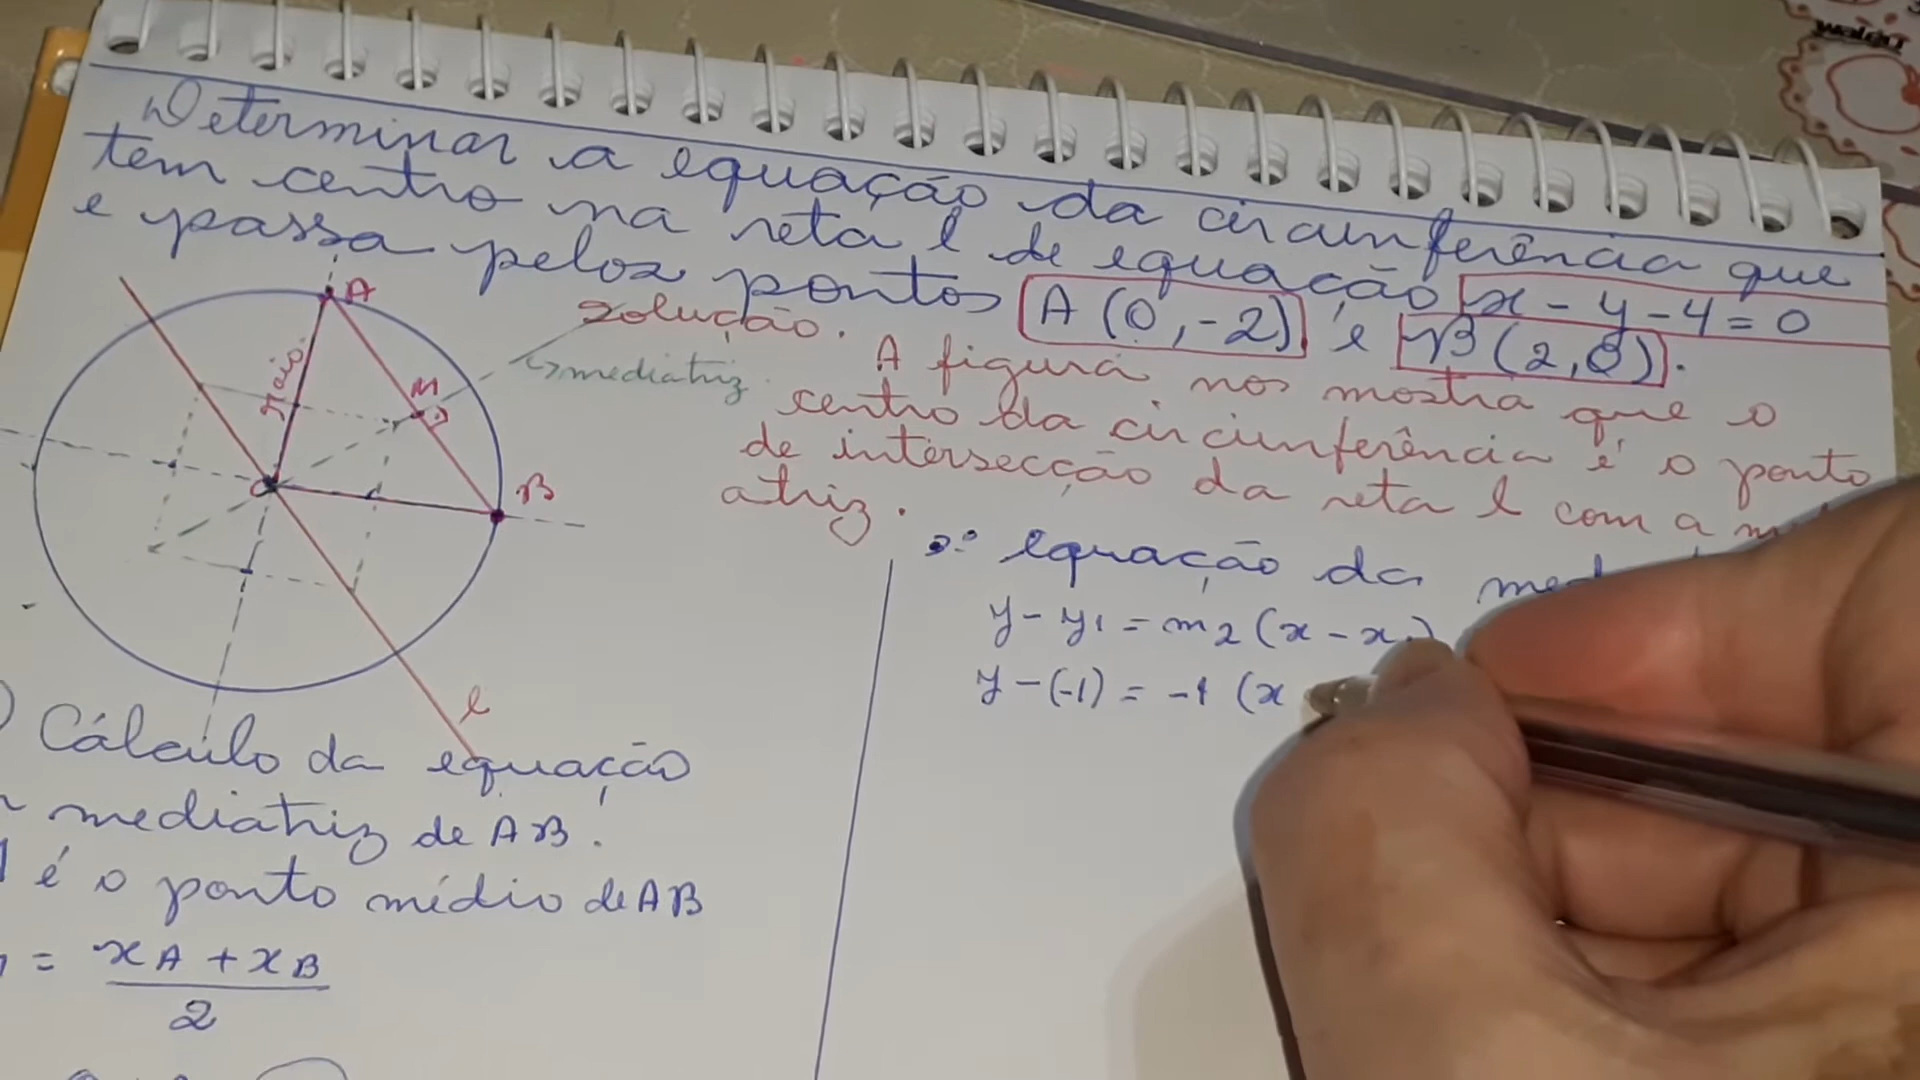 Determinar a equação da circunferência que
tem centro na reta l de equação x - y - 4 = 0
e passa pelos pontos A (0, -2) e B (2, 0).
solução.
A figura nos mostra que o
centro da circunferência é o ponto
de intersecção da reta l com a
atriz.
A
raio
M
mediatriz
C
B
l
Cálculo da equação
mediatriz de AB.
é o ponto médio de AB
= xA + xB
2
equação da
y - y1 = m2 (x - x
y - (-1) = -1 (x